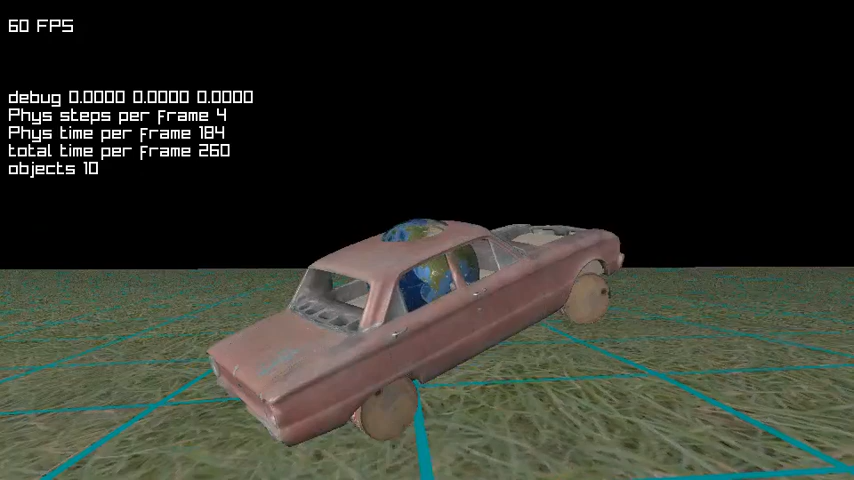 60 FPS
debug 0.0000 0.0000 0.0000
Phys steps per frame 4
Phys time per frame 184
total time per frame 260
objects 10